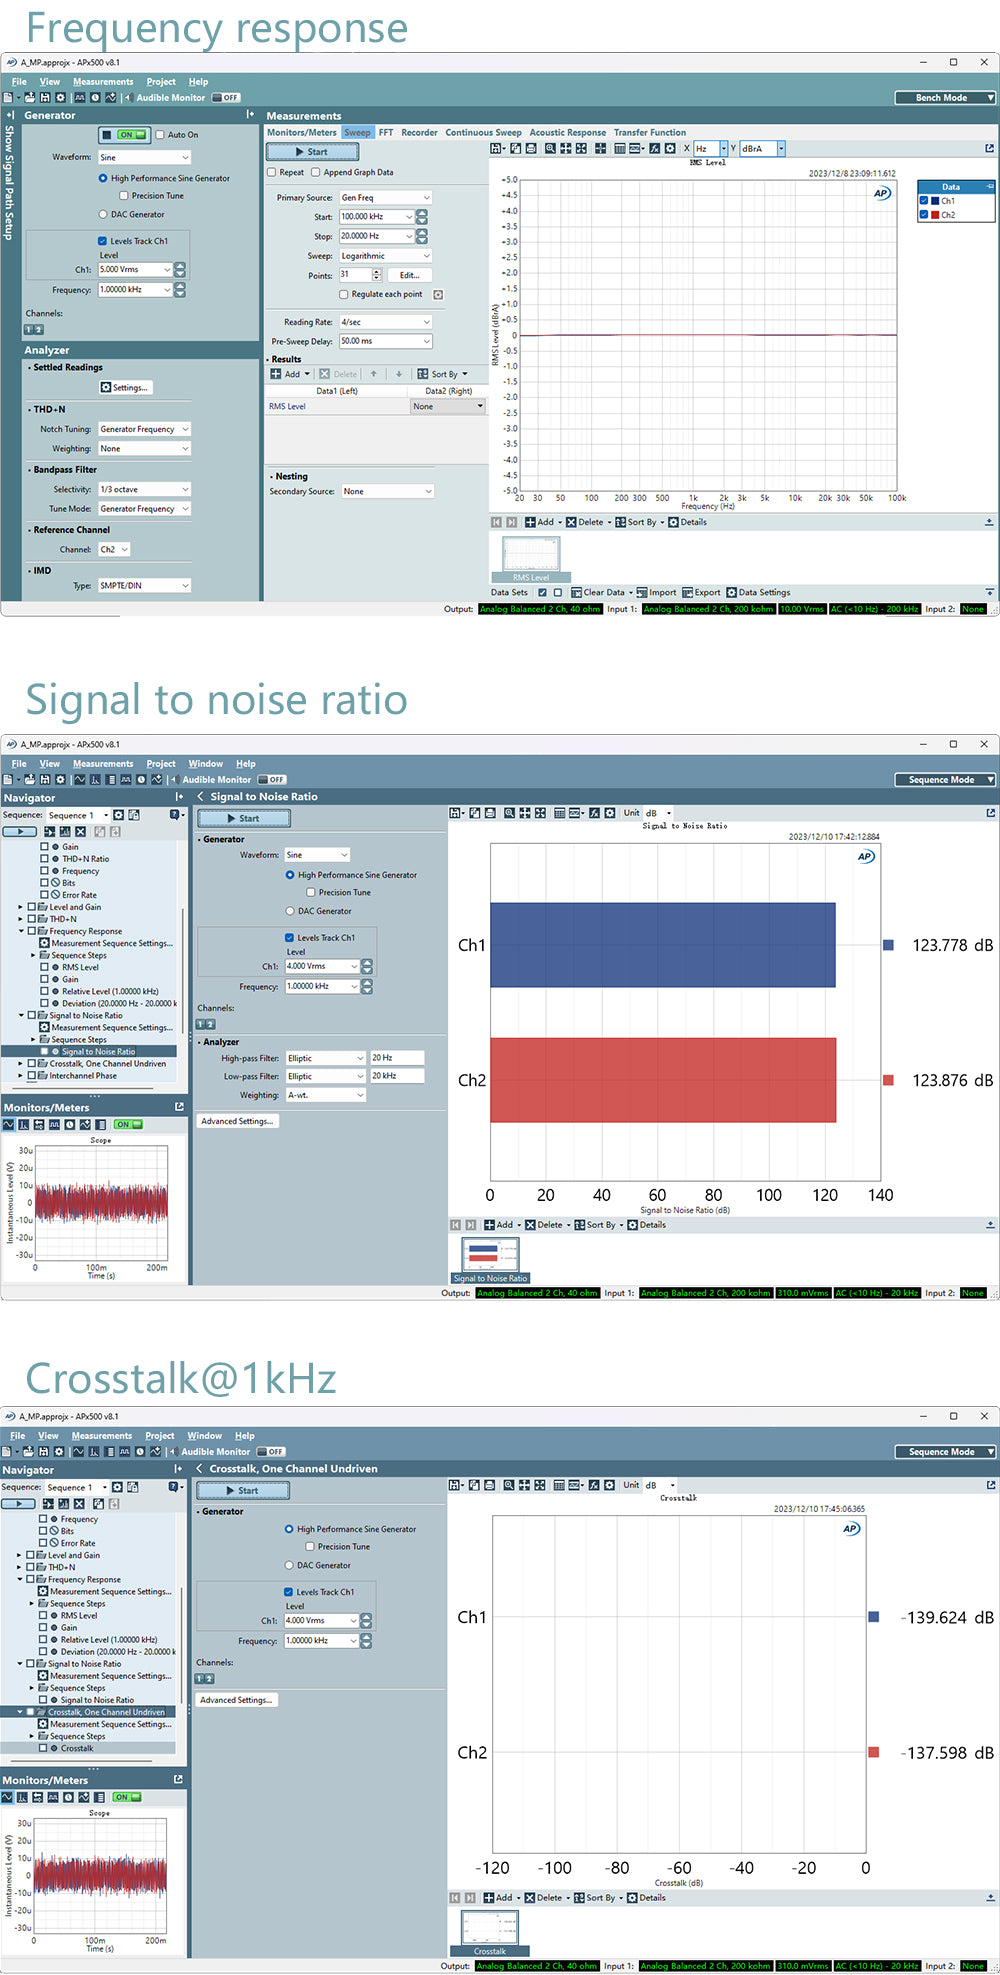 Frequency response
A_MP.approjx - APx500 v8.1
File View Measurements Project Help
Audible Monitor OFF
Bench Mode
Show Signal Path Setup
Generator
ON Auto On
Waveform: Sine
High Performance Sine Generator
Precision Tune
DAC Generator
Levels Track Ch1
Level
Ch1: 5.000 Vrms
Frequency: 1.00000 kHz
Channels:
1 2
Analyzer
Settled Readings
Settings...
THD+N
Notch Tuning: Generator Frequency
Weighting: None
Bandpass Filter
Selectivity: 1/3 octave
Tune Mode: Generator Frequency
Reference Channel
Channel: Ch2
IMD
Type: SMPTE/DIN
Measurements
Monitors/Meters Sweep FFT Recorder Continuous Sweep Acoustic Response Transfer Function
Start
Repeat Append Graph Data
Primary Source: Gen Freq
Start: 100.000 kHz
Stop: 20.0000 Hz
Sweep: Logarithmic
Points: 31 Edit...
Regulate each point
Reading Rate: 4/sec
Pre-Sweep Delay: 50.00 ms
Results
Add Delete Sort By
Data1 (Left) Data2 (Right)
RMS Level None
Nesting
Secondary Source: None
X Hz Y dBrA
RMS Level
2023/12/8 23:09:11.612
AP
Data
Ch1
Ch2
RMS Level (dBrA)
+5.0
+4.5
+4.0
+3.5
+3.0
+2.5
+2.0
+1.5
+1.0
+0.5
0
-0.5
-1.0
-1.5
-2.0
-2.5
-3.0
-3.5
-4.0
-4.5
-5.0
20 30 50 100 200 300 500 1k 2k 3k 5k 10k 20k 30k 50k 100k
Frequency (Hz)
Add Delete Sort By Details
RMS Level
Data Sets Clear Data Import Export Data Settings
Output: Analog Balanced 2 Ch, 40 ohm Input 1: Analog Balanced 2 Ch, 200 kohm 10.00 Vrms AC (<10 Hz) - 200 kHz Input 2: None
Signal to noise ratio
A_MP.approjx - APx500 v8.1
File View Measurements Project Window Help
Audible Monitor OFF
Sequence Mode
Navigator
Sequence: Sequence 1
Gain
THD+N Ratio
Frequency
Bits
Error Rate
Level and Gain
THD+N
Frequency Response
Measurement Sequence Settings...
Sequence Steps
RMS Level
Gain
Relative Level (1.00000 kHz)
Deviation (20.0000 Hz - 20.0000 k
Signal to Noise Ratio
Measurement Sequence Settings...
Sequence Steps
Signal to Noise Ratio
Crosstalk, One Channel Undriven
Interchannel Phase
Monitors/Meters
ON
Scope
Instantaneous Level (V)
30u
20u
10u
0
-10u
-20u
-30u
0 100m 200m
Time (s)
Signal to Noise Ratio
Start
Generator
Waveform: Sine
High Performance Sine Generator
Precision Tune
DAC Generator
Levels Track Ch1
Level
Ch1: 4.000 Vrms
Frequency: 1.00000 kHz
Channels:
1 2
Analyzer
High-pass Filter: Elliptic 20 Hz
Low-pass Filter: Elliptic 20 kHz
Weighting: A-wt.
Advanced Settings...
Unit dB
Signal to Noise Ratio
2023/12/10 17:42:12.884
AP
Ch1 123.778 dB
Ch2 123.876 dB
0 20 40 60 80 100 120 140
Signal to Noise Ratio (dB)
Add Delete Sort By Details
Signal to Noise Ratio
Output: Analog Balanced 2 Ch, 40 ohm Input 1: Analog Balanced 2 Ch, 200 kohm 310.0 mVrms AC (<10 Hz) - 20 kHz Input 2: None
Crosstalk@1kHz
A_MP.approjx - APx500 v8.1
File View Measurements Project Window Help
Audible Monitor OFF
Sequence Mode
Navigator
Sequence: Sequence 1
Frequency
Bits
Error Rate
Level and Gain
THD+N
Frequency Response
Measurement Sequence Settings...
Sequence Steps
RMS Level
Gain
Relative Level (1.00000 kHz)
Deviation (20.0000 Hz - 20.0000 k
Signal to Noise Ratio
Measurement Sequence Settings...
Sequence Steps
Signal to Noise Ratio
Crosstalk, One Channel Undriven
Measurement Sequence Settings...
Sequence Steps
Crosstalk
Monitors/Meters
ON
Scope
Instantaneous Level (V)
30u
20u
10u
0
-10u
-20u
-30u
0 100m 200m
Time (s)
Crosstalk, One Channel Undriven
Start
Generator
High Performance Sine Generator
Precision Tune
DAC Generator
Levels Track Ch1
Level
Ch1: 4.000 Vrms
Frequency: 1.00000 kHz
Channels:
1 2
Advanced Settings...
Unit dB
Crosstalk
2023/12/10 17:45:06.365
AP
Ch1 -139.624 dB
Ch2 -137.598 dB
-120 -100 -80 -60 -40 -20 0
Crosstalk (dB)
Add Delete Sort By Details
Crosstalk
Output: Analog Balanced 2 Ch, 40 ohm Input 1: Analog Balanced 2 Ch, 200 kohm 310.0 mVrms AC (<10 Hz) - 20 kHz Input 2: None